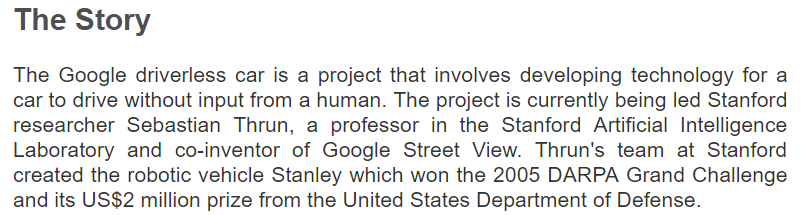 The Story
The Google driverless car is a project that involves developing technology for a
car to drive without input from a human. The project is currently being led Stanford
researcher Sebastian Thrun, a professor in the Stanford Artificial Intelligence
Laboratory and co-inventor of Google Street View. Thrun's team at Stanford
created the robotic vehicle Stanley which won the 2005 DARPA Grand Challenge
and its US$2 million prize from the United States Department of Defense.